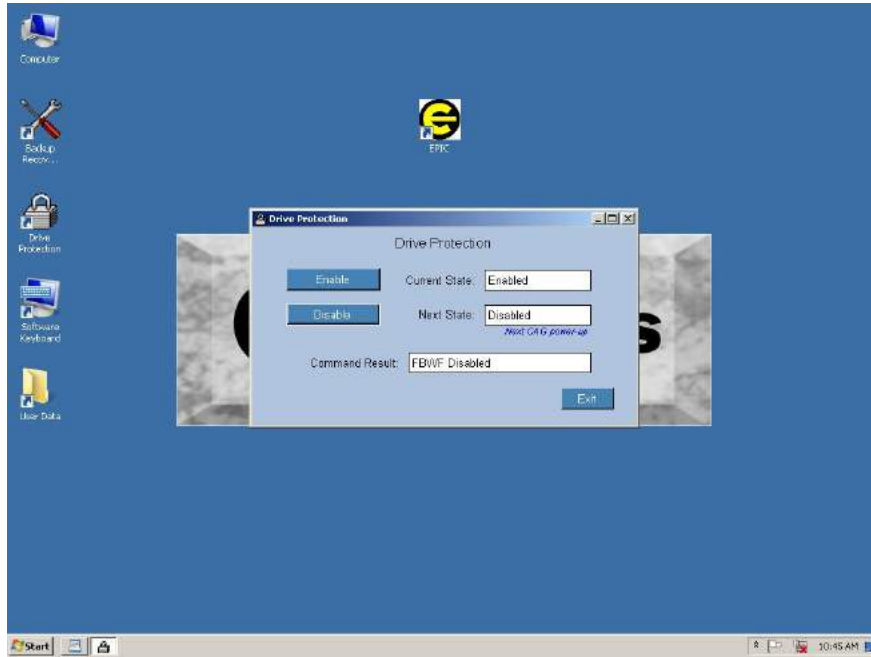 Computer
EPIC
Backup
Recov...
Drive
Protection
Software
Keyboard
User Data
Drive Protection
Drive Protection
Enable
Current State:
Enabled
Disable
Next State:
Disabled
Next CAG power-up
Command Result:
FBWF Disabled
Exit
s
Start
10:45 AM